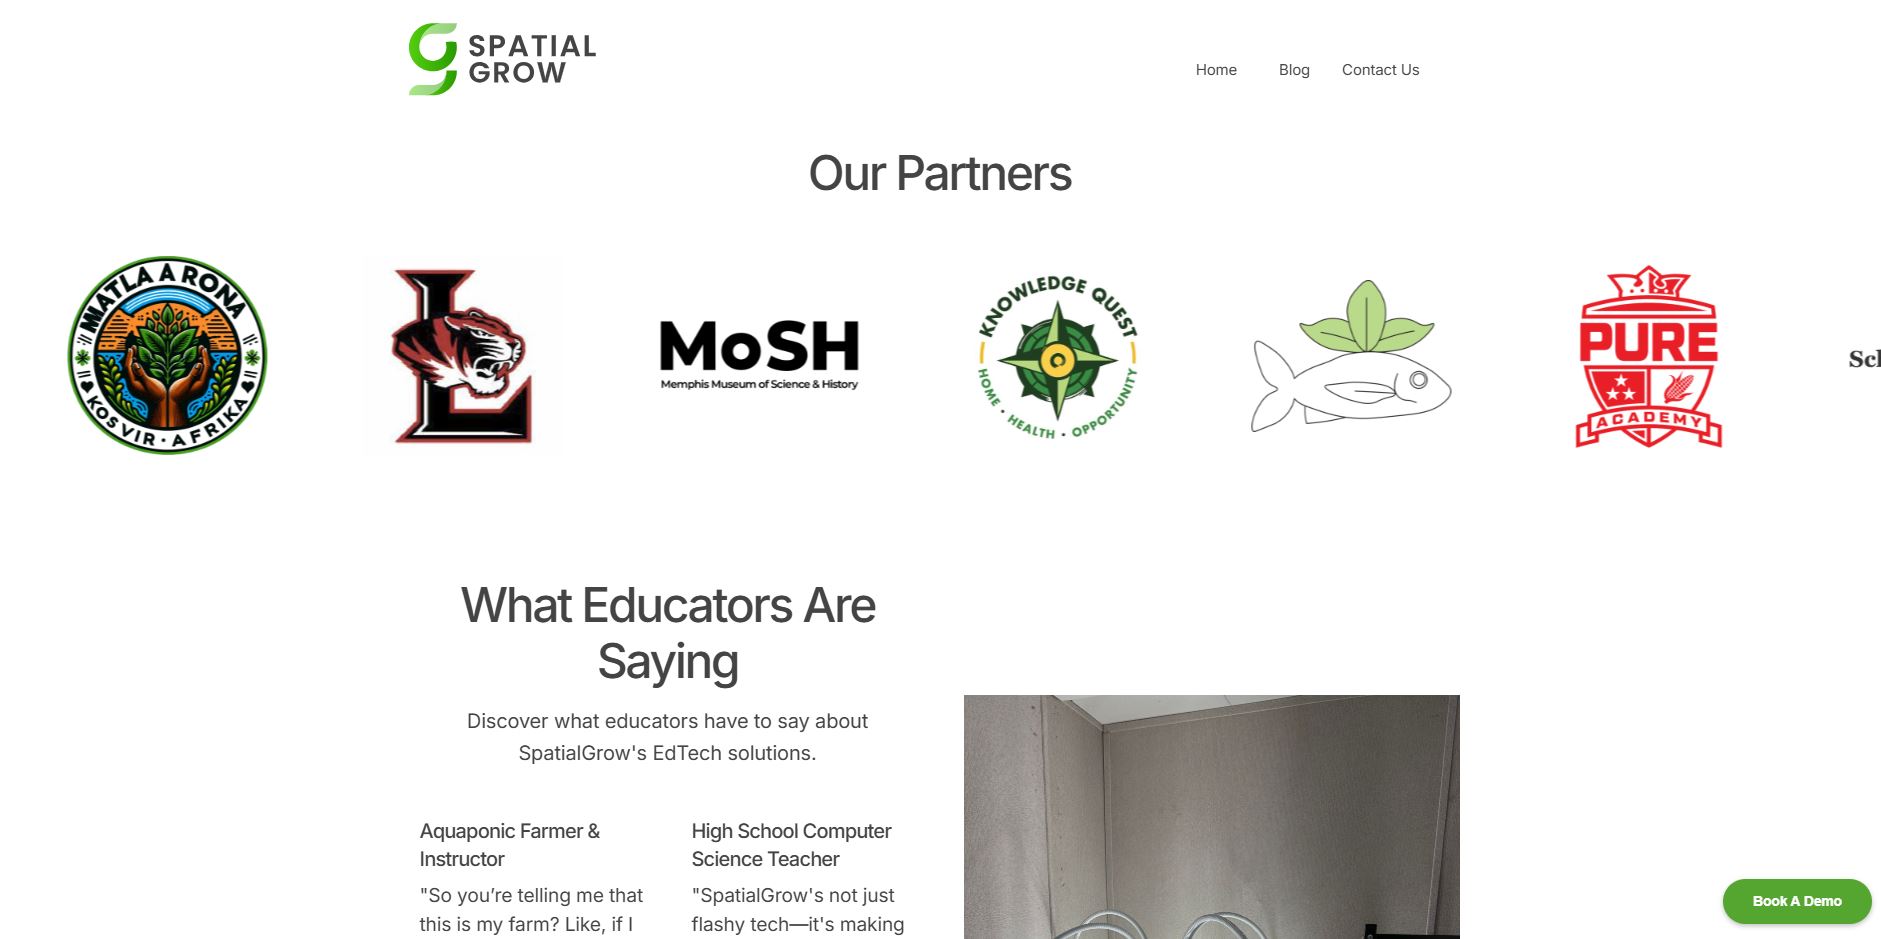 SPATIAL
GROW
Home
Blog
Contact Us
Our Partners
MATLA A RONA
KOSVIR · AFRIKA
L
MoSH
Memphis Museum of Science & History
KNOWLEDGE QUEST
HOME • HEALTH • OPPORTUNITY
PURE
ACADEMY
Scl
What Educators Are
Saying
Discover what educators have to say about
SpatialGrow's EdTech solutions.
Aquaponic Farmer &
Instructor
"So you’re telling me that
this is my farm? Like, if I
High School Computer
Science Teacher
"SpatialGrow's not just
flashy tech—it's making
Book A Demo